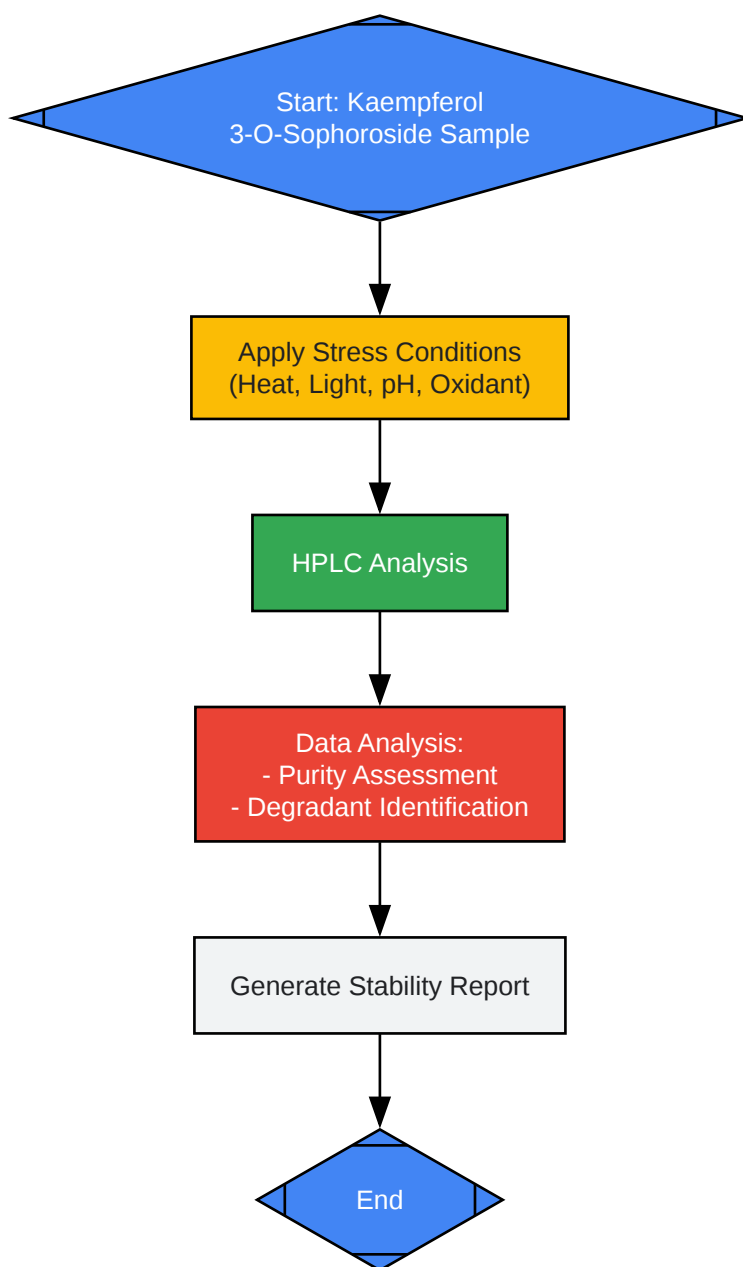 Start: Kaempferol
3-O-Sophoroside Sample
Apply Stress Conditions
(Heat, Light, pH, Oxidant)
HPLC Analysis
Data Analysis:
- Purity Assessment
- Degradant Identification
Generate Stability Report
End